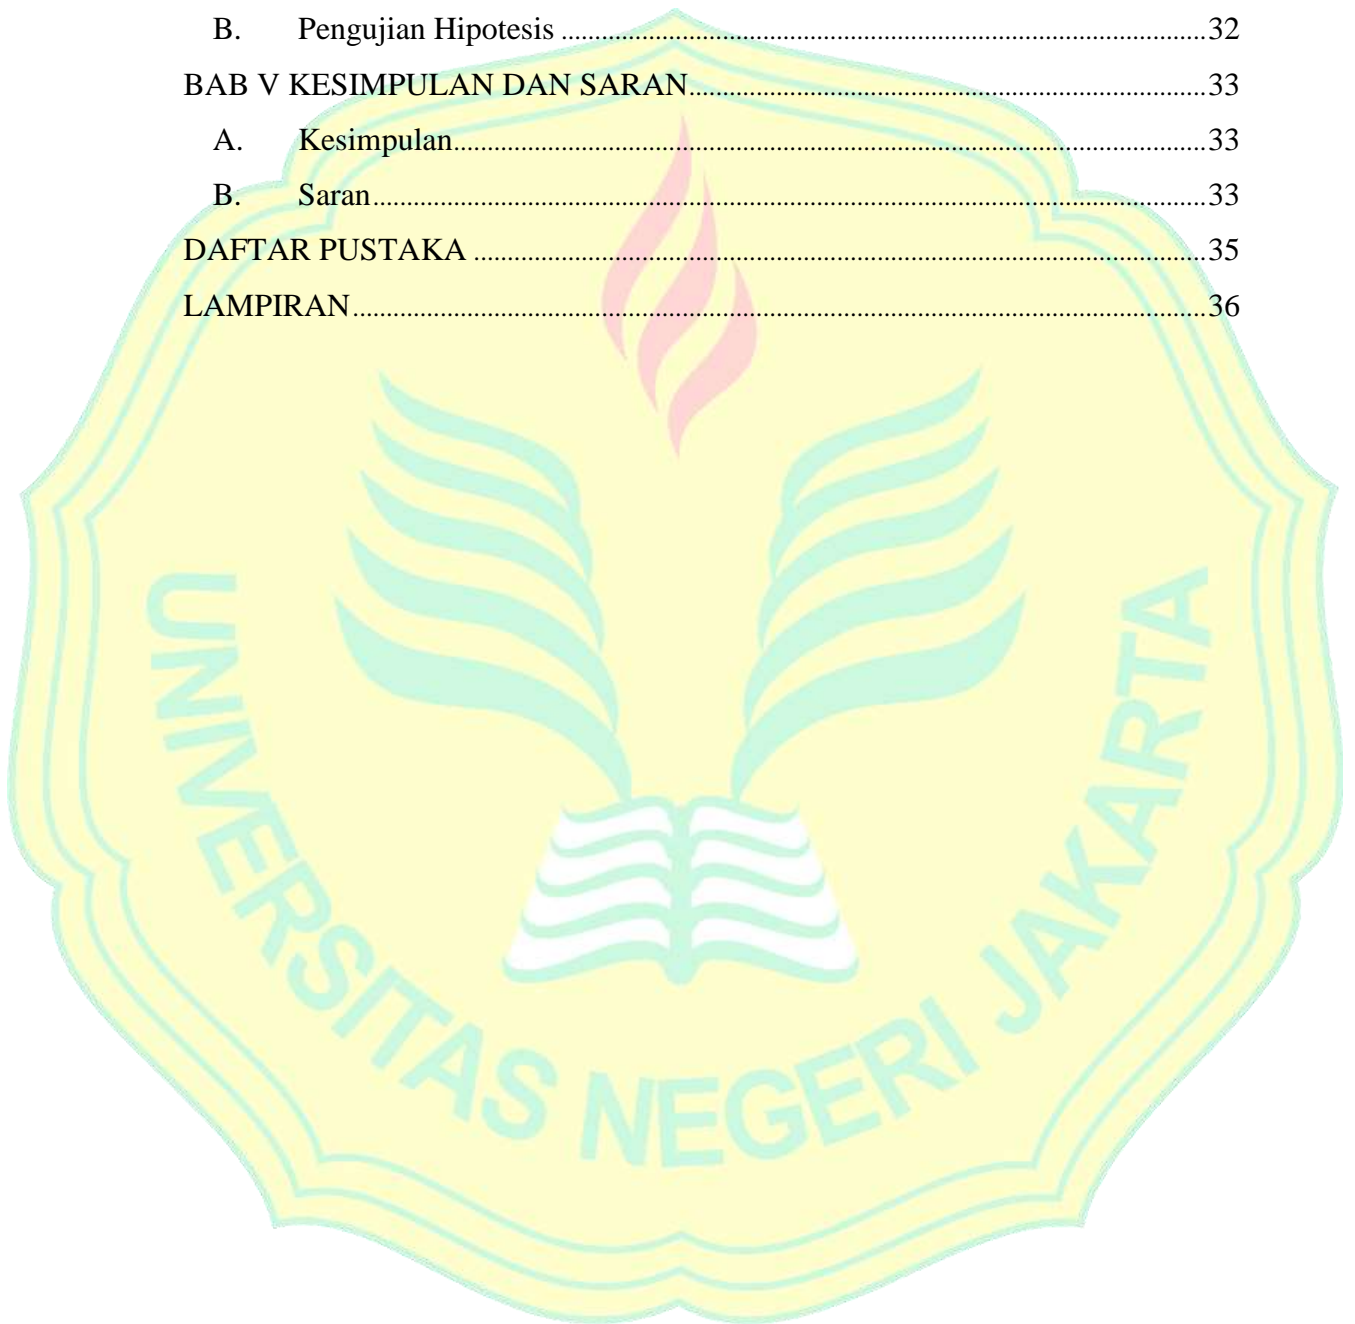 B. Pengujian Hipotesis ........................................................ 32
BAB V KESIMPULAN DAN SARAN ........................................................ 33
A. Kesimpulan ........................................................ 33
B. Saran ........................................................ 33
DAFTAR PUSTAKA ........................................................ 35
LAMPIRAN ........................................................ 36
UNIVERSITAS NEGERI JAKARTA